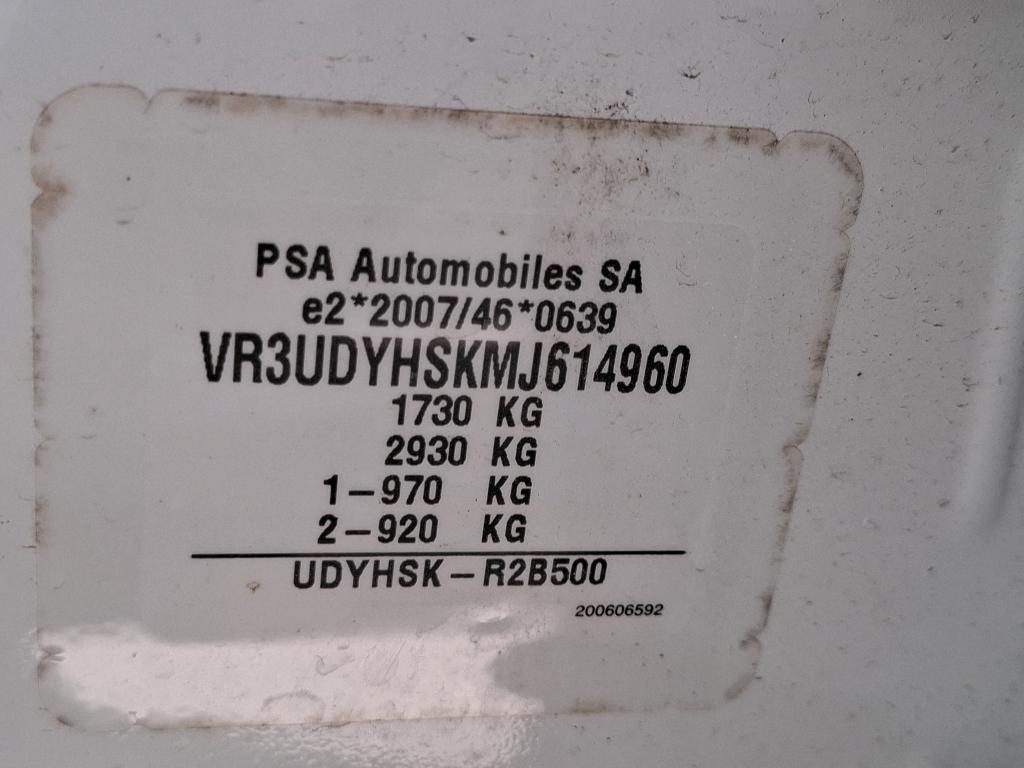 PSA Automobiles SA
e2*2007/46*0639
VR3UDYHSKMJ614960
1730 KG
2930 KG
1-970 KG
2-920 KG
UDYHSK-R2B500
200606592